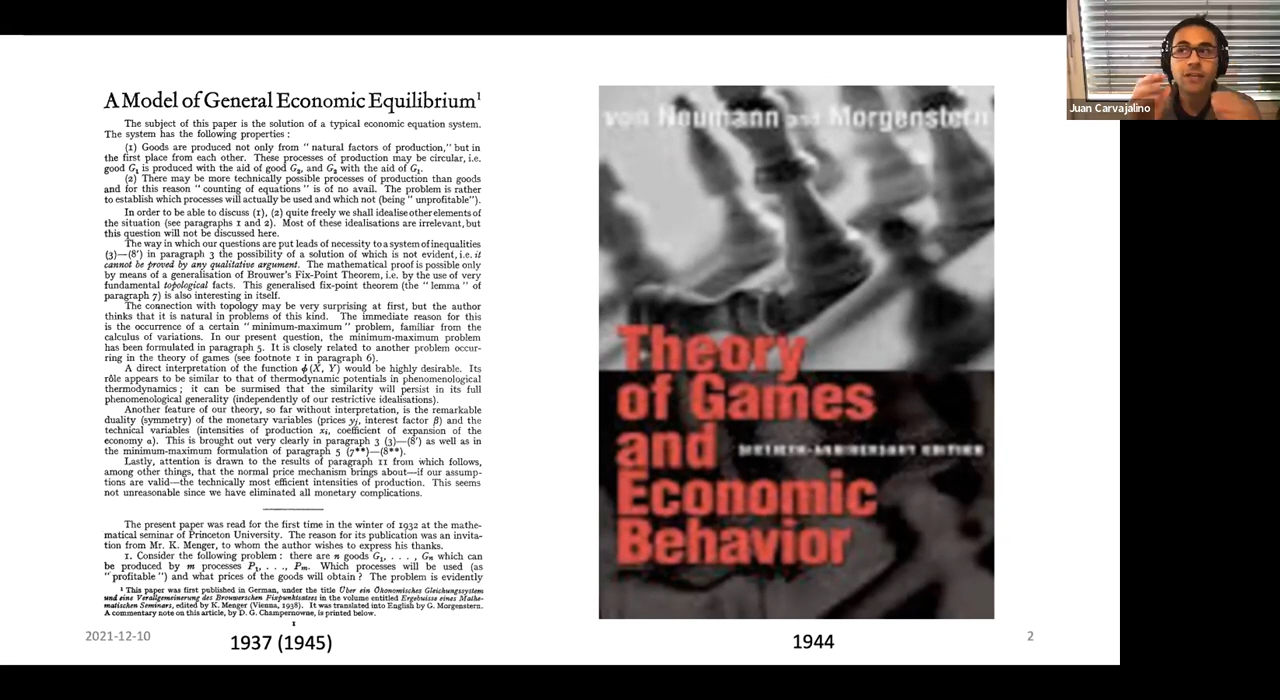 A Model of General Economic Equilibrium¹
The subject of this paper is the solution of a typical economic equation system.
The system has the following properties :
(1) Goods are produced not only from " natural factors of production," but in
the first place from each other. These processes of production may be circular, i.e.
good G₁ is produced with the aid of good G₂, and G₂ with the aid of G₁.
(2) There may be more technically possible processes of production than goods
and for this reason " counting of equations " is of no avail. The problem is rather
to establish which processes will actually be used and which not (being " unprofitable").
In order to be able to discuss (1), (2) quite freely we shall idealise other elements of
the situation (see paragraphs 1 and 2). Most of these idealisations are irrelevant, but
this question will not be discussed here.
The way in which our questions are put leads of necessity to a system of inequalities
(3)—(8') in paragraph 3 the possibility of a solution of which is not evident, i.e. it
cannot be proved by any qualitative argument. The mathematical proof is possible only
by means of a generalisation of Brouwer's Fix-Point Theorem, i.e. by the use of very
fundamental topological facts. This generalised fix-point theorem (the " lemma " of
paragraph 7) is also interesting in itself.
The connection with topology may be very surprising at first, but the author
thinks that it is natural in problems of this kind. The immediate reason for this
is the occurrence of a certain " minimum-maximum " problem, familiar from the
calculus of variations. In our present question, the minimum-maximum problem
has been formulated in paragraph 5. It is closely related to another problem occur-
ring in the theory of games (see footnote 1 in paragraph 6).
A direct interpretation of the function ϕ (X, Y) would be highly desirable. Its
rôle appears to be similar to that of thermodynamic potentials in phenomenological
thermodynamics ; it can be surmised that the similarity will persist in its full
phenomenological generality (independently of our restrictive idealisations).
Another feature of our theory, so far without interpretation, is the remarkable
duality (symmetry) of the monetary variables (prices yⱼ, interest factor β) and the
technical variables (intensities of production xᵢ, coefficient of expansion of the
economy α). This is brought out very clearly in paragraph 3 (3)—(8') as well as in
the minimum-maximum formulation of paragraph 5 (7**)—(8**).
Lastly, attention is drawn to the results of paragraph 11 from which follows,
among other things, that the normal price mechanism brings about—if our assump-
tions are valid—the technically most efficient intensities of production. This seems
not unreasonable since we have eliminated all monetary complications.
The present paper was read for the first time in the winter of 1932 at the mathe-
matical seminar of Princeton University. The reason for its publication was an invita-
tion from Mr. K. Menger, to whom the author wishes to express his thanks.
1. Consider the following problem : there are n goods G₁, . . . , Gₙ which can
be produced by m processes P₁, . . . , Pₘ. Which processes will be used (as
" profitable ") and what prices of the goods will obtain ? The problem is evidently
¹ This paper was first published in German, under the title Über ein Ökonomisches Gleichungssystem
und eine Verallgemeinerung des Brouwerschen Fixpunktsatzes in the volume entitled Ergebnisse eines Mathe-
matischen Seminars, edited by K. Menger (Vienna, 1938). It was translated into English by G. Morgenstern.
A commentary note on this article, by D. G. Champernowne, is printed below.
1
2021-12-10
1937 (1945)
von Neumann and Morgenstern
Theory
of Games
and
SIXTIETH-ANNIVERSARY EDITION
Economic
Behavior
1944
2
Juan Carvajalino